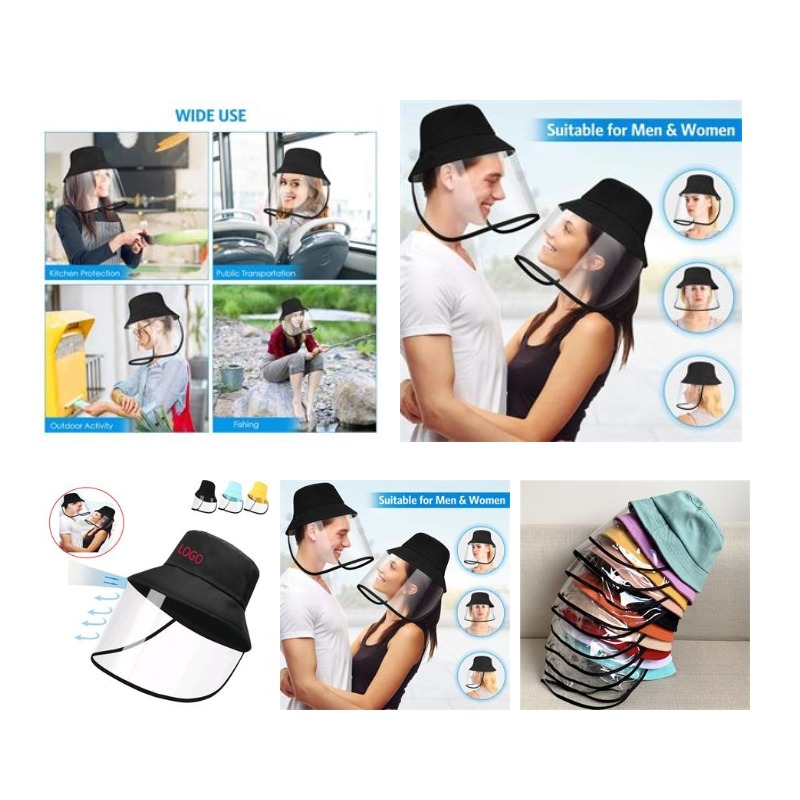 WIDE USE
Kitchen Protection
Public Transportation
Outdoor Activity
Fishing
Suitable for Men & Women
LOGO
Suitable for Men & Women